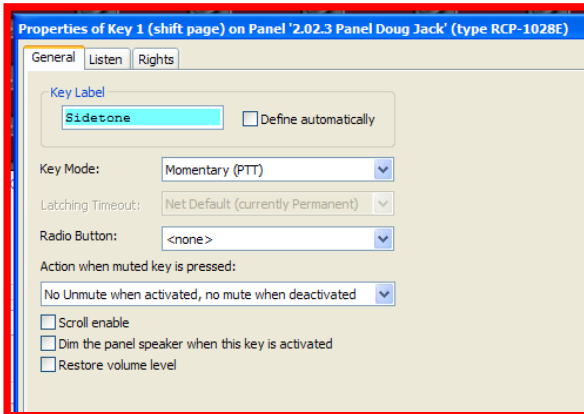 Properties of Key 1 (shift page) on Panel '2.02.3 Panel Doug Jack' (type RCP-1028E)
General Listen Rights
Key Label
Sidetone Define automatically
Key Mode: Momentary (PTT)
Latching Timeout: Net Default (currently Permanent)
Radio Button: <none>
Action when muted key is pressed:
No Unmute when activated, no mute when deactivated
Scroll enable
Dim the panel speaker when this key is activated
Restore volume level